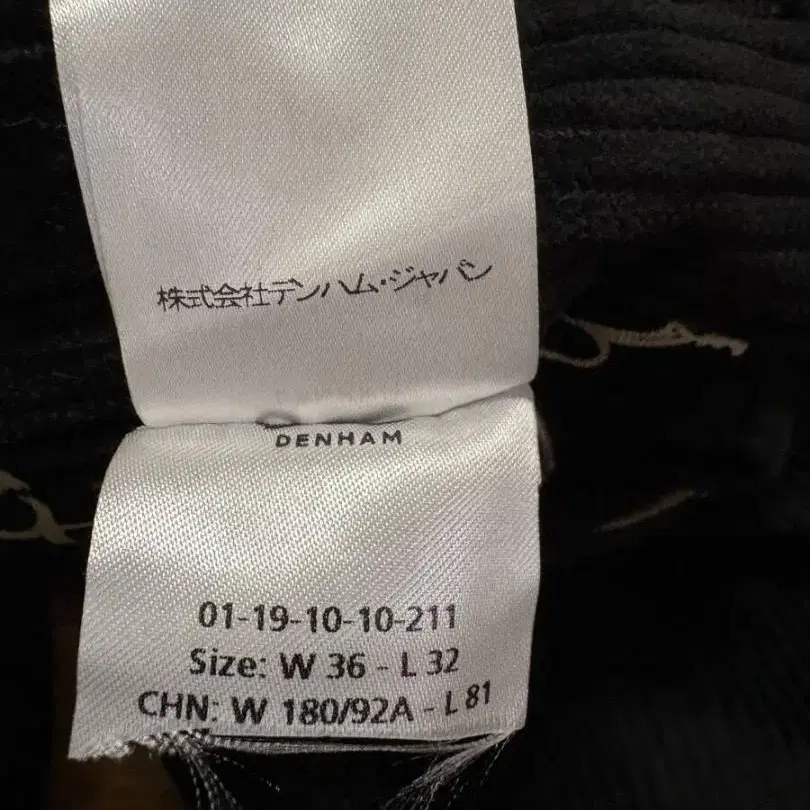 株式会社デンハム・ジャパン
DENHAM
01-19-10-10-211
Size: W 36 - L 32
CHN: W 180/92A - L 81